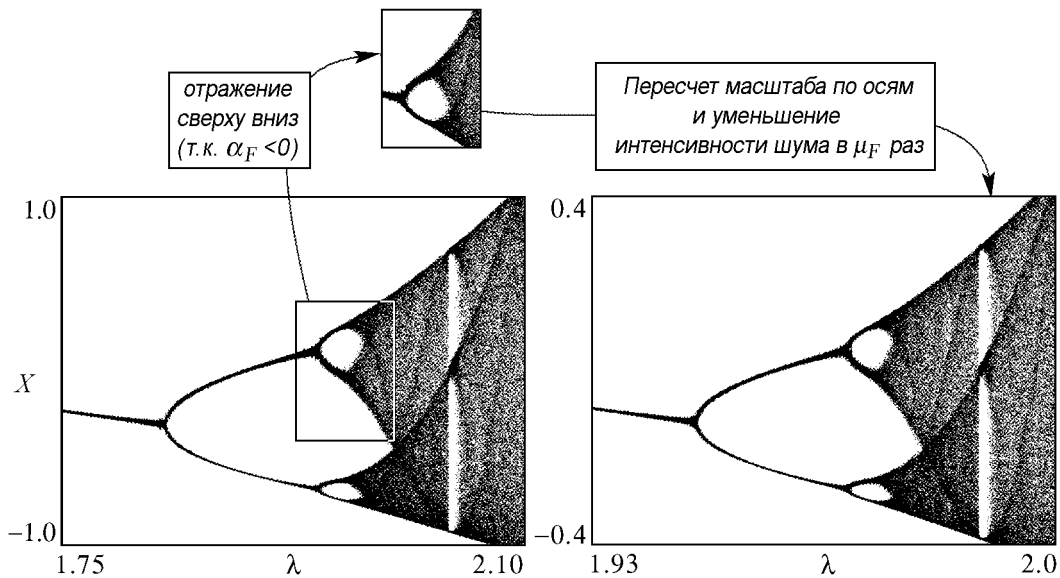 отражение
сверху вниз
(т.к. α_F <0)
Пересчет масштаба по осям
и уменьшение
интенсивности шума в μ_F раз
1.0
X
−1.0
1.75
λ
2.10
0.4
−0.4
1.93
λ
2.0